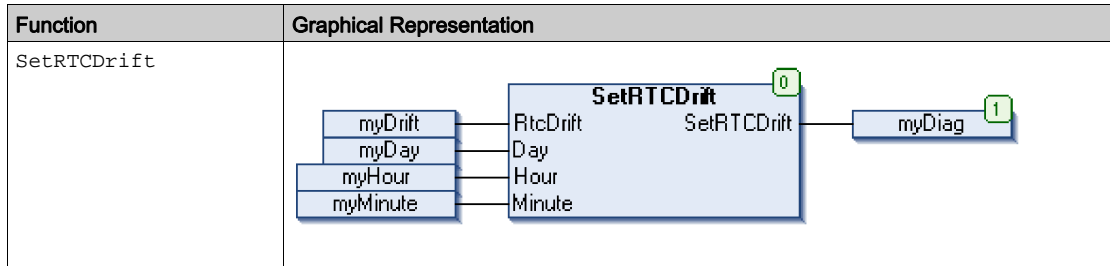 Function Graphical Representation
SetRTCDrift
0
SetRTCDrift
1
myDrift RtcDrift SetRTCDrift myDiag
myDay Day
myHour Hour
myMinute Minute